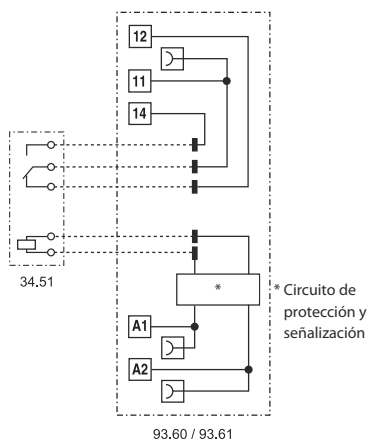 12
11
14
34.51
*
* Circuito de
protección y
señalización
A1
A2
93.60 / 93.61